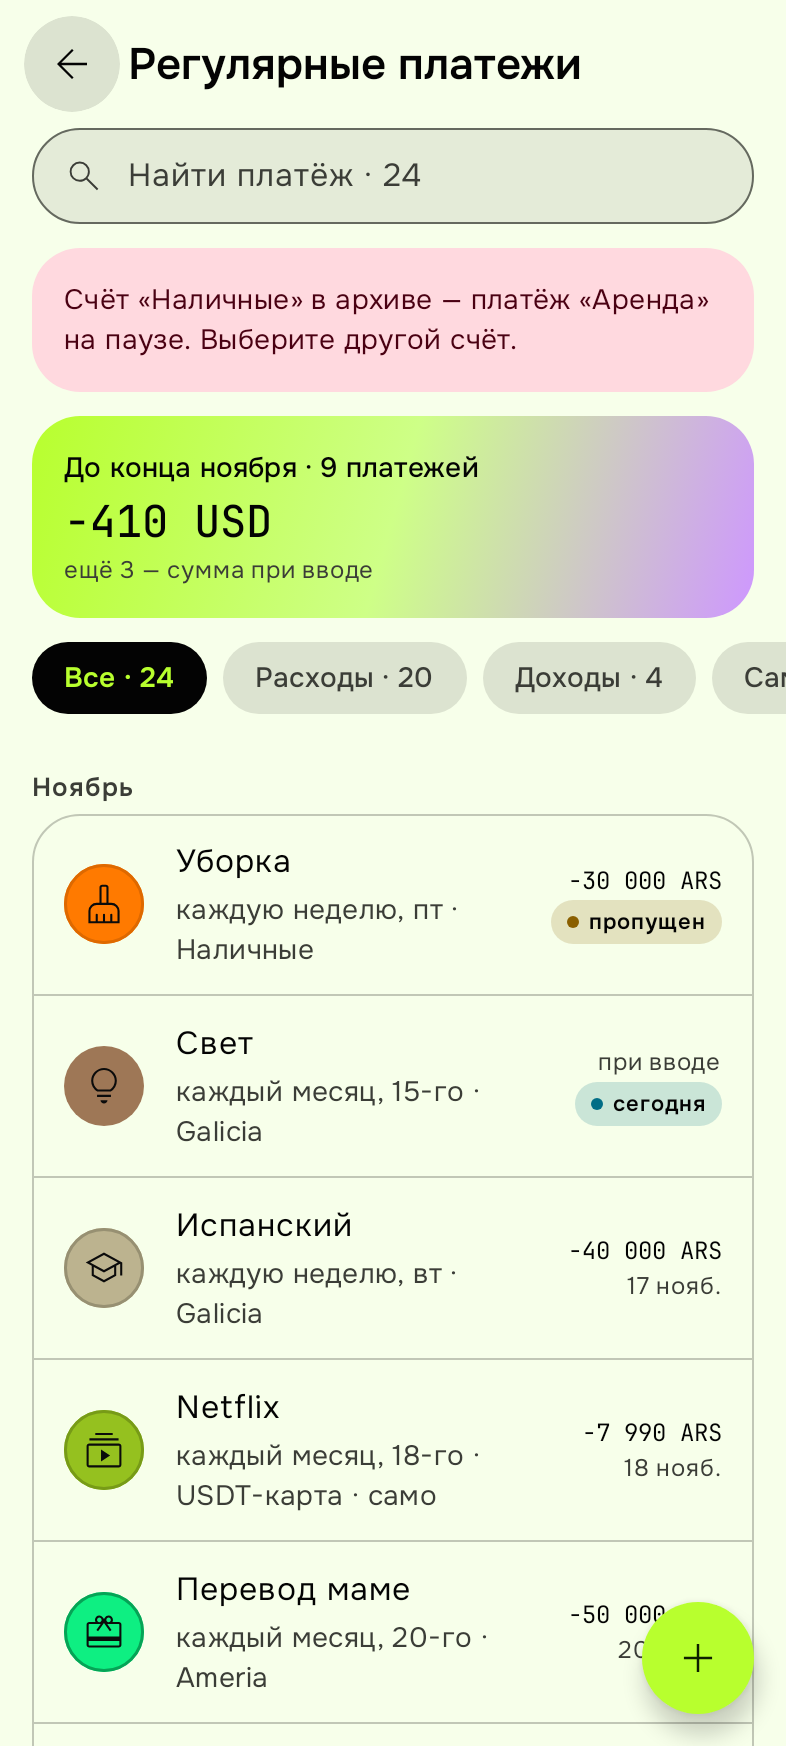 Регулярные платежи
Найти платёж · 24
Счёт «Наличные» в архиве — платёж «Аренда»
на паузе. Выберите другой счёт.
До конца ноября · 9 платежей
-410 USD
ещё 3 — сумма при вводе
Все · 24
Расходы · 20
Доходы · 4
Ноябрь
Уборка
каждую неделю, пт ·
Наличные
-30 000 ARS
пропущен
Свет
каждый месяц, 15-го ·
Galicia
при вводе
сегодня
Испанский
каждую неделю, вт ·
Galicia
-40 000 ARS
17 нояб.
Netflix
каждый месяц, 18-го ·
USDT-карта · само
-7 990 ARS
18 нояб.
Перевод маме
каждый месяц, 20-го ·
Ameria
-50 000
20